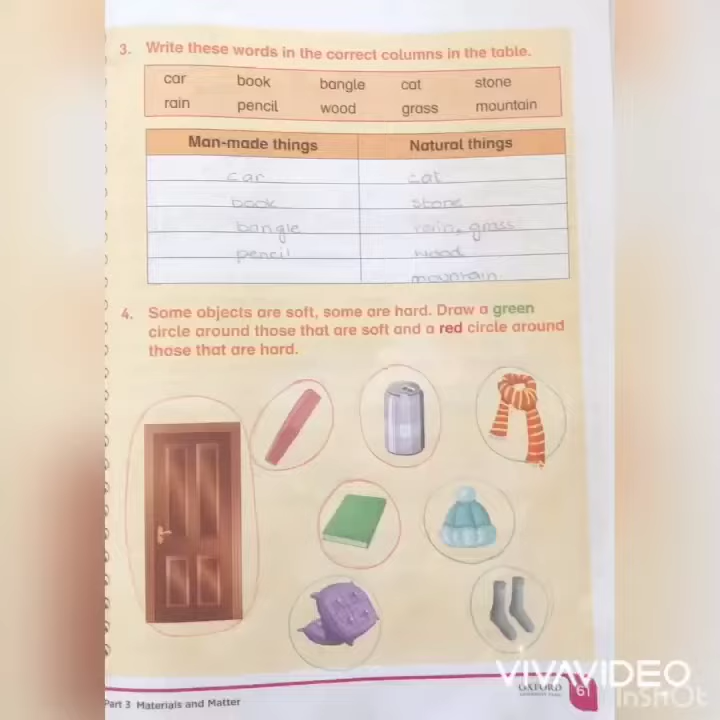 3. Write these words in the correct columns in the table.
car book bangle cat stone
rain pencil wood grass mountain
Man-made things Natural things
car cat
book stone
bangle rain, grass
pencil wood
mountain
4. Some objects are soft, some are hard. Draw a green
circle around those that are soft and a red circle around
those that are hard.
VIVAVIDEO
OXFORD
61
InShOt
Part 3 Materials and Matter